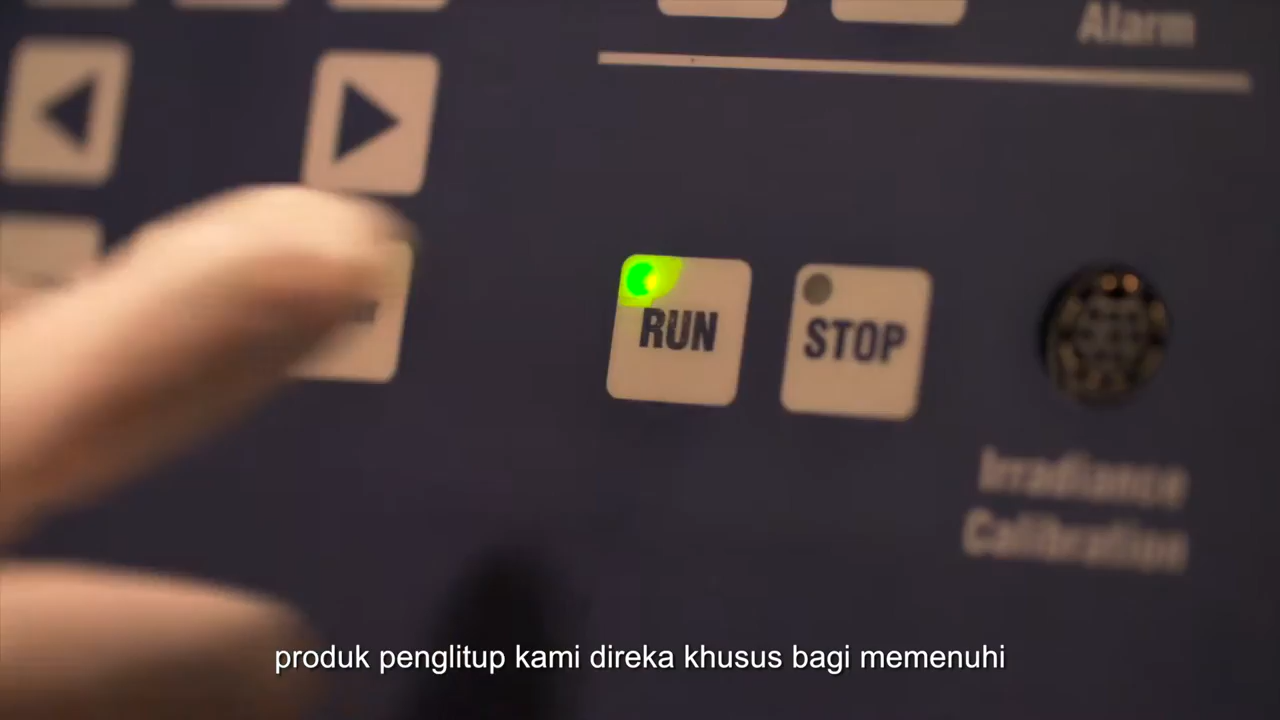 Alarm
RUN
STOP
Irradiance
Calibration
produk penglitup kami direka khusus bagi memenuhi